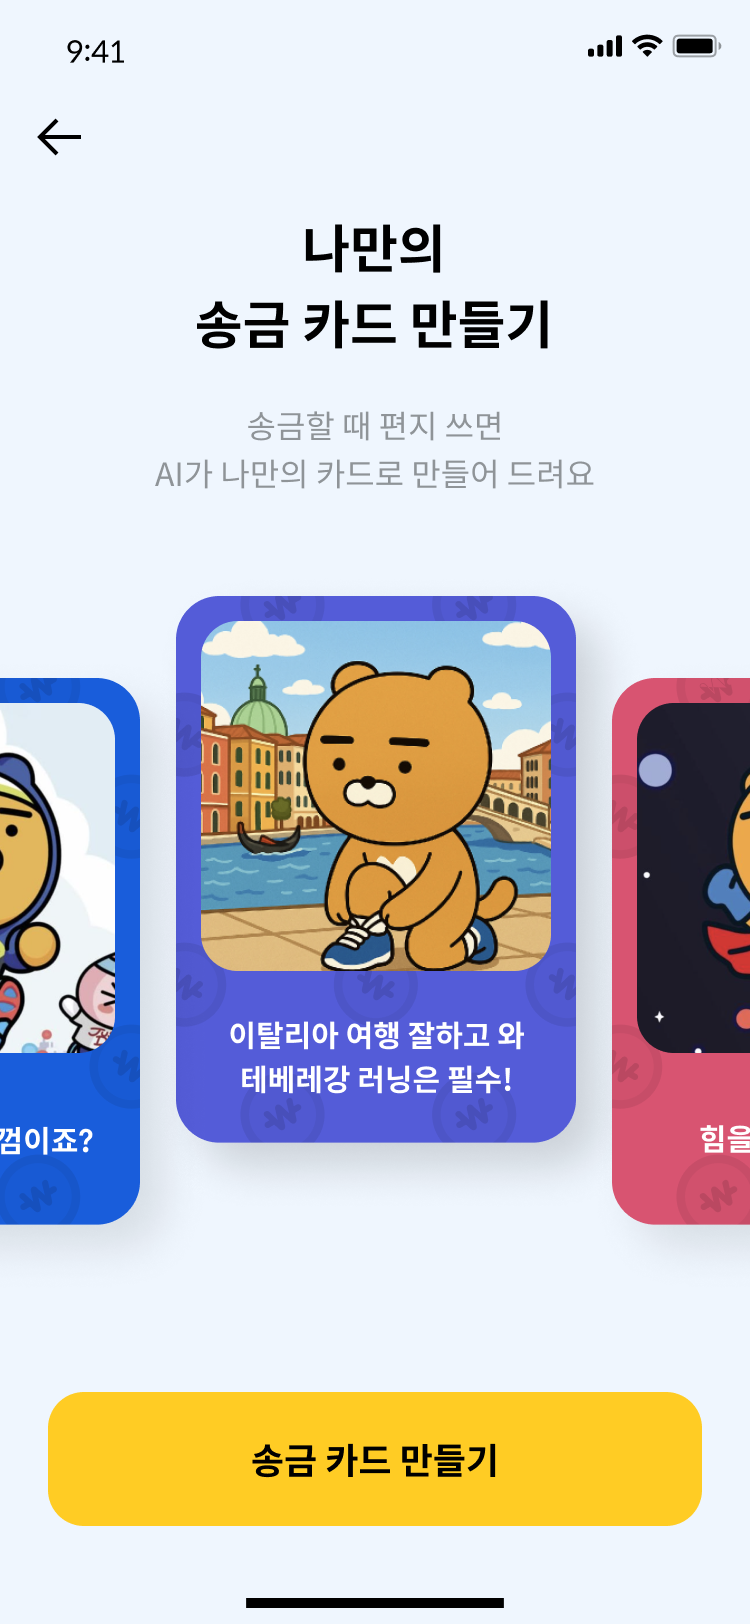 9:41
나만의
송금 카드 만들기
송금할 때 편지 쓰면
AI가 나만의 카드로 만들어 드려요
이탈리아 여행 잘하고 와
테베레강 러닝은 필수!
껌이죠?
힘을
송금 카드 만들기